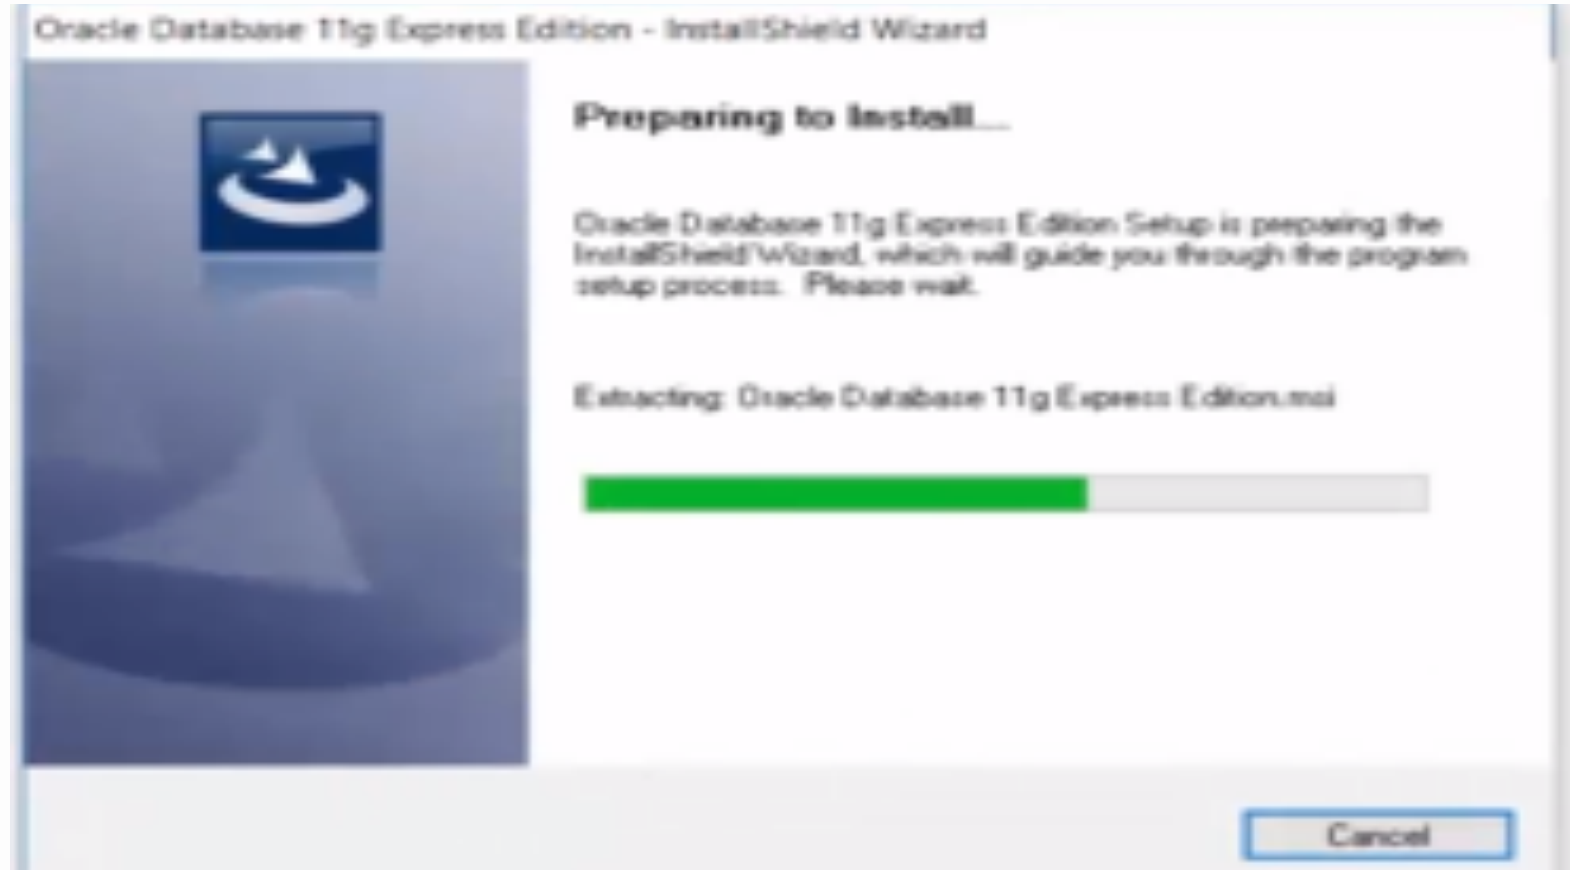 Oracle Database 11g Express Edition - InstallShield Wizard
Preparing to Install...
Oracle Database 11g Express Edition Setup is preparing the
InstallShield Wizard, which will guide you through the program
setup process. Please wait.
Extracting: Oracle Database 11g Express Edition.msi
Cancel